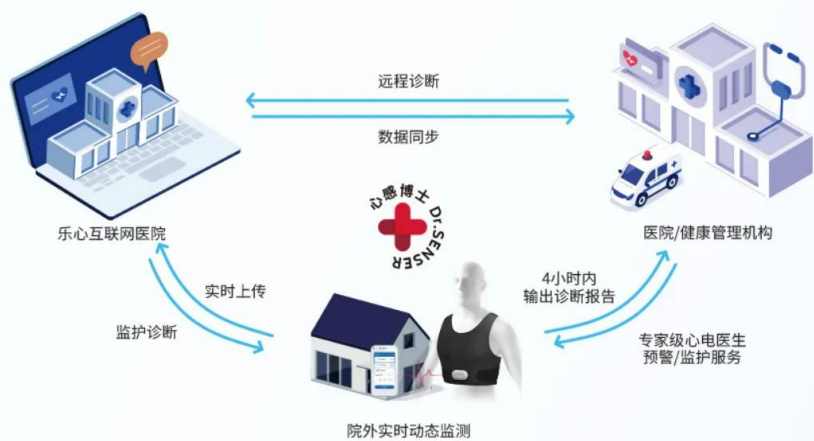 远程诊断
数据同步
心感博士 Dr.SENSER
乐心互联网医院
医院/健康管理机构
实时上传
监护诊断
4小时内
输出诊断报告
专家级心电医生
预警/监护服务
院外实时动态监测